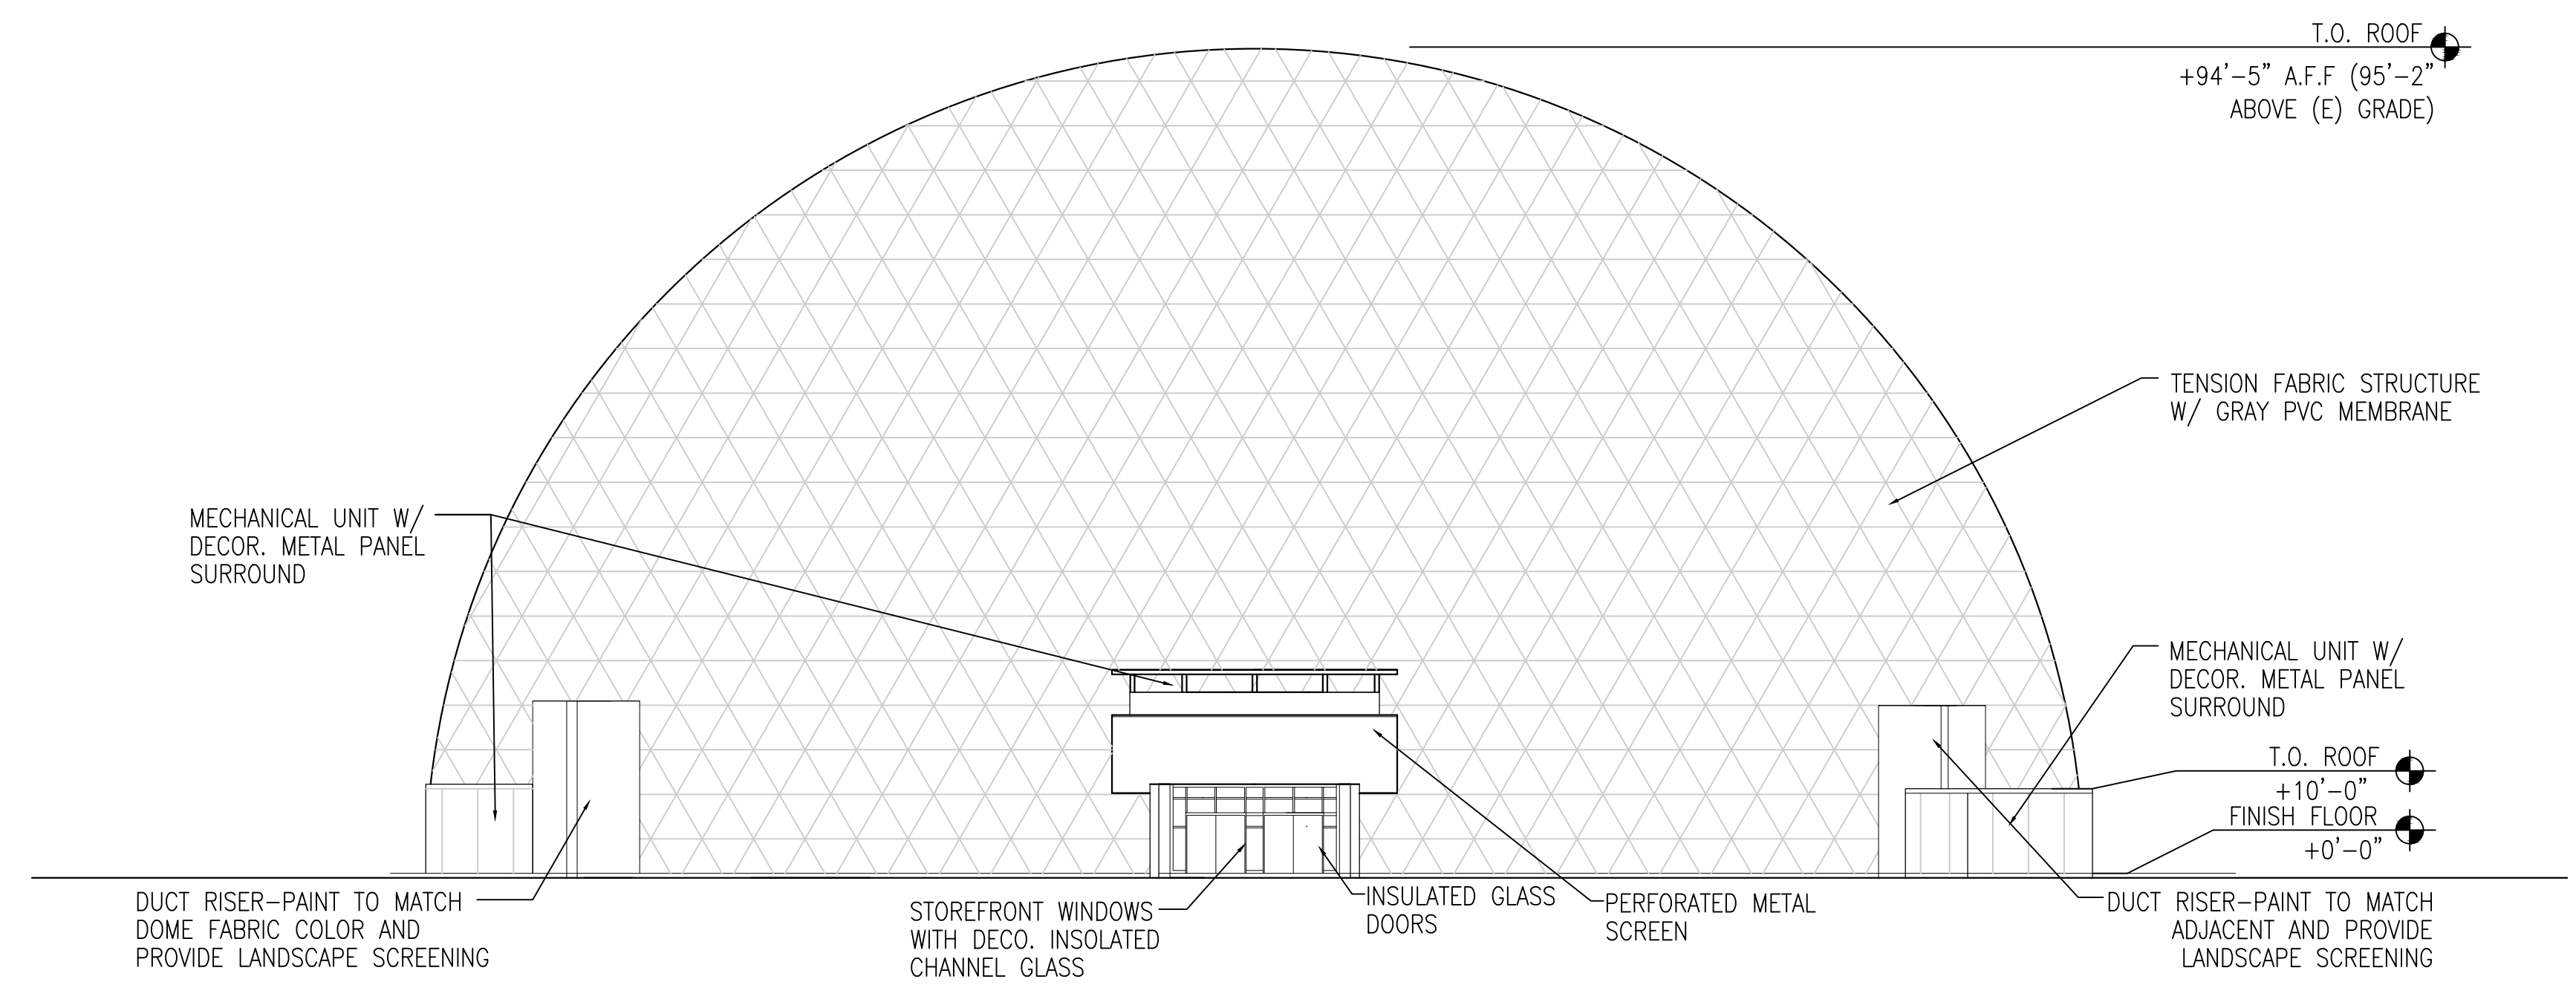 T.O. ROOF
+94'-5" A.F.F (95'-2"
ABOVE (E) GRADE)
TENSION FABRIC STRUCTURE
W/ GRAY PVC MEMBRANE
MECHANICAL UNIT W/
DECOR. METAL PANEL
SURROUND
MECHANICAL UNIT W/
DECOR. METAL PANEL
SURROUND
T.O. ROOF
+10'-0"
FINISH FLOOR
+0'-0"
DUCT RISER-PAINT TO MATCH
DOME FABRIC COLOR AND
PROVIDE LANDSCAPE SCREENING
STOREFRONT WINDOWS
WITH DECO. INSOLATED
CHANNEL GLASS
INSULATED GLASS
DOORS
PERFORATED METAL
SCREEN
DUCT RISER-PAINT TO MATCH
ADJACENT AND PROVIDE
LANDSCAPE SCREENING